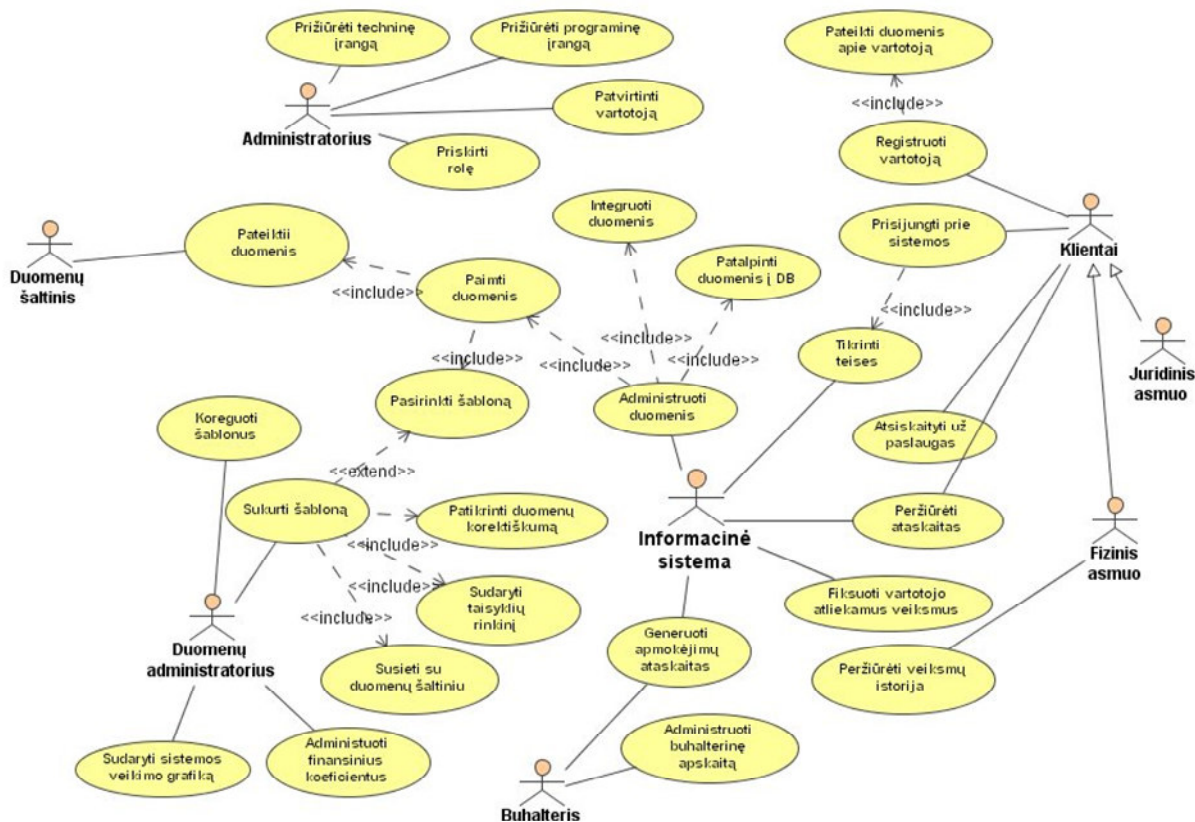 Prižiūrėti techninę
įrangą
Prižiūrėti programinę
įrangą
Pateikti duomenis
apie vartotoją
<<include>>
Patvirtinti
vartotoją
Administratorius
Priskirti
rolę
Registruoti
vartotoją
Integruoti
duomenis
Prisijungti prie
sistemos
Klientai
Pateiktii
duomenis
Duomenų
šaltinis
<<include>>
Paimti
duomenis
Patalpinti
duomenis į DB
<<include>>
<<include>>
<<include>>
<<include>>
<<include>>
Tikrinti
teises
Juridinis
asmuo
Pasirinkti šabloną
Administruoti
duomenis
Koreguoti
šablonus
Atsiskaityti už
paslaugas
<<extend>>
Sukurti šabloną
Patikrinti duomenų
korektiškumą
Informacinė
sistema
Peržiūrėti
ataskaitas
Fizinis
asmuo
<<include>>
<<include>>
<<include>>
Sudaryti
taisyklių
rinkinį
Fiksuoti vartotojo
atliekamus veiksmus
Duomenų
administratorius
Susieti su
duomenų šaltiniu
Generuoti
apmokėjimų
ataskaitas
Peržiūrėti veiksmų
istorija
Sudaryti sistemos
veikimo grafiką
Administuoti
finansinius
koeficientus
Administruoti
buhalterinę
apskaitą
Buhalteris